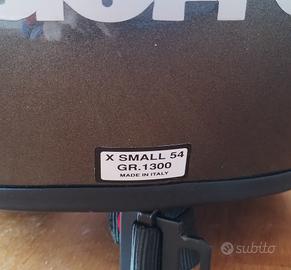 X SMALL 54
GR.1300
MADE IN ITALY
subito